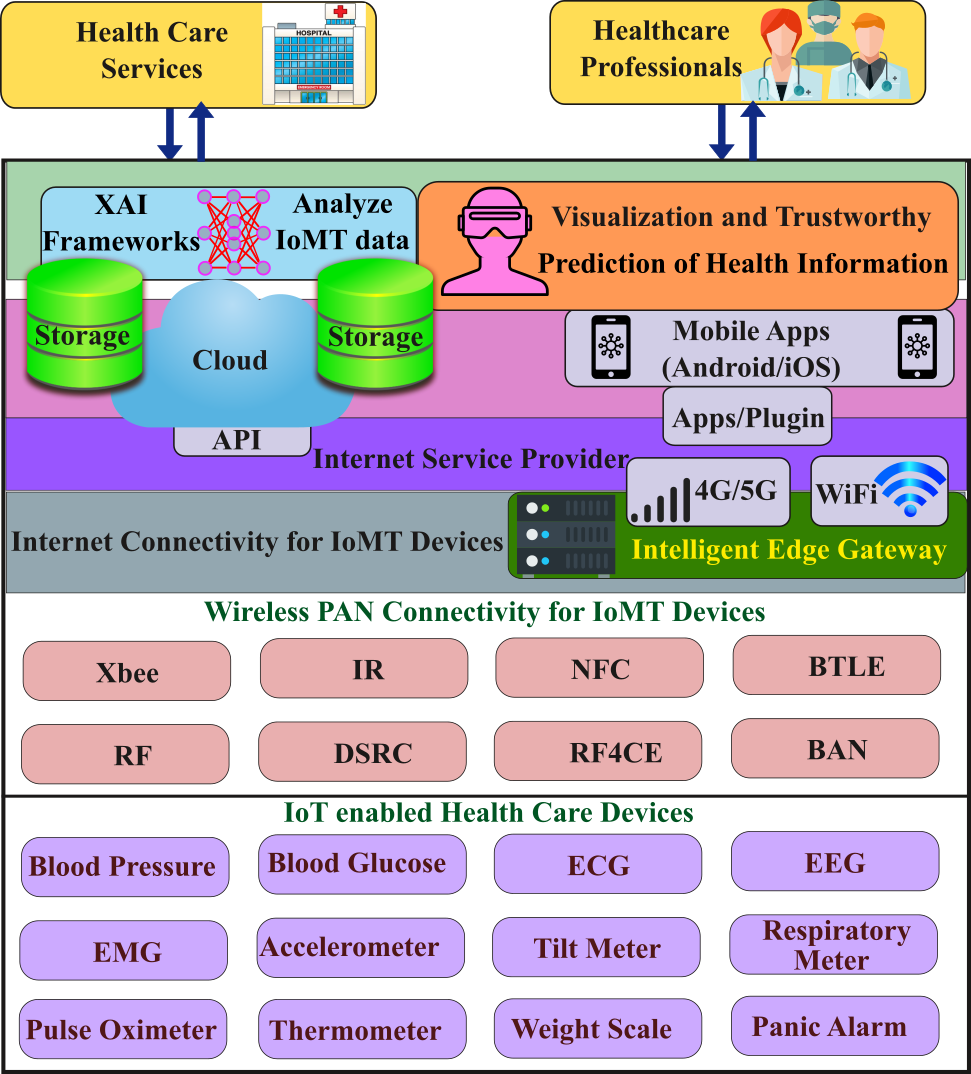 Health Care
Services
HOSPITAL
EMERGENCY ROOM
Healthcare
Professionals
XAI
Frameworks
Analyze
IoMT data
Visualization and Trustworthy
Prediction of Health Information
Storage
Cloud
Storage
Mobile Apps
(Android/iOS)
Apps/Plugin
API
Internet Service Provider
4G/5G
WiFi
Internet Connectivity for IoMT Devices
Intelligent Edge Gateway
Wireless PAN Connectivity for IoMT Devices
Xbee
IR
NFC
BTLE
RF
DSRC
RF4CE
BAN
IoT enabled Health Care Devices
Blood Pressure
Blood Glucose
ECG
EEG
EMG
Accelerometer
Tilt Meter
Respiratory
Meter
Pulse Oximeter
Thermometer
Weight Scale
Panic Alarm